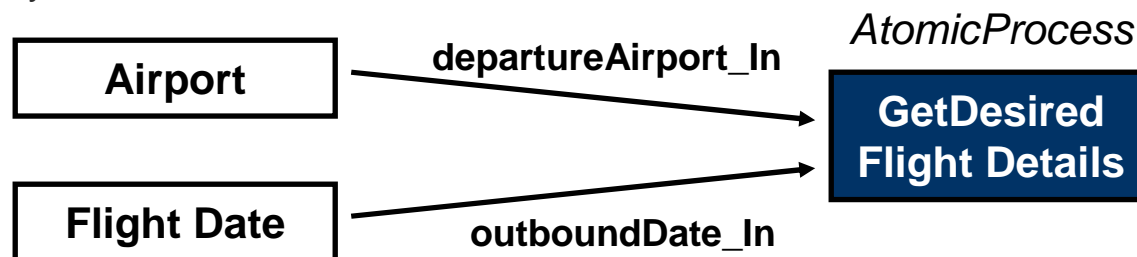 AtomicProcess
departureAirport_In
Airport
GetDesired
Flight Details
Flight Date
outboundDate_In